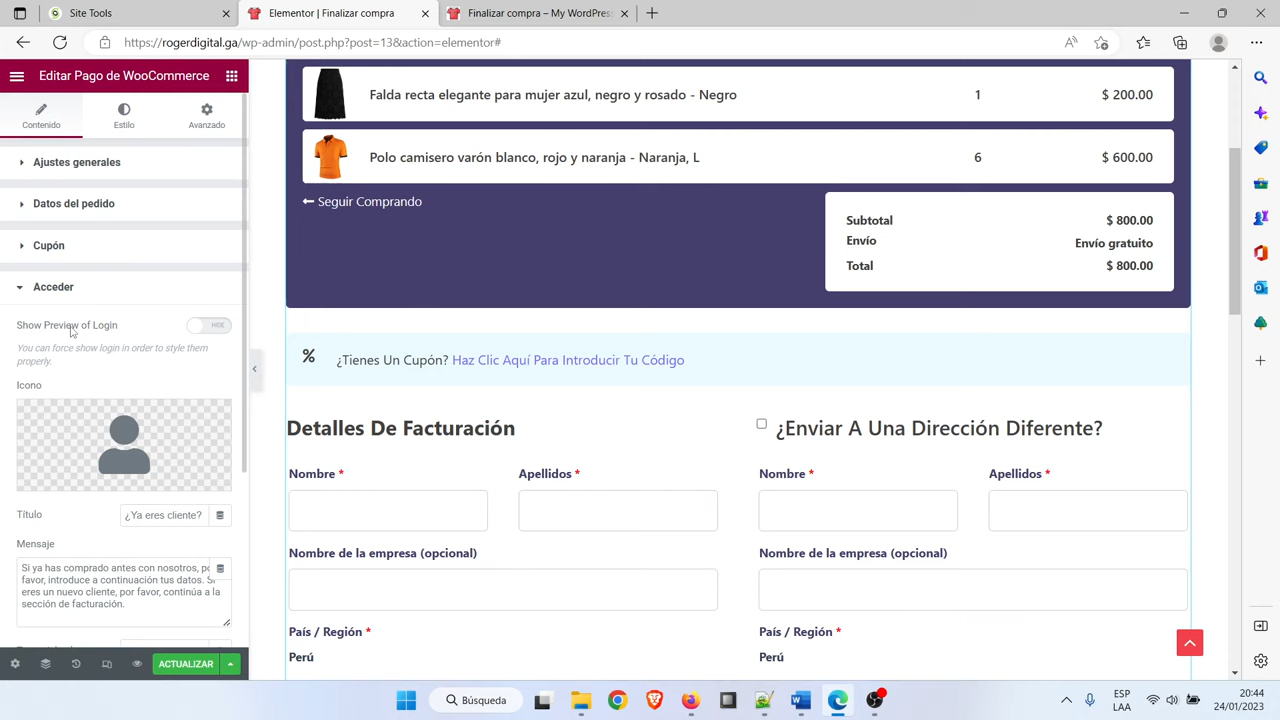 Site Tools
Elementor | Finalizar compra
Finalizar compra – My WordPress
https://rogerdigital.ga/wp-admin/post.php?post=13&action=elementor#
Editar Pago de WooCommerce
Contenido
Estilo
Avanzado
Ajustes generales
Datos del pedido
Cupón
Acceder
Show Preview of Login
HIDE
You can force show login in order to style them
properly.
Icono
Título
¿Ya eres cliente?
Mensaje
Si ya has comprado antes con nosotros, por
favor, introduce a continuación tus datos. Si
eres un nuevo cliente, por favor, continúa a la
sección de facturación.
ACTUALIZAR
Falda recta elegante para mujer azul, negro y rosado - Negro 1 $ 200.00
Polo camisero varón blanco, rojo y naranja - Naranja, L 6 $ 600.00
Seguir Comprando
Subtotal $ 800.00
Envío Envío gratuito
Total $ 800.00
% ¿Tienes Un Cupón? Haz Clic Aquí Para Introducir Tu Código
Detalles De Facturación
¿Enviar A Una Dirección Diferente?
Nombre * Apellidos *
Nombre * Apellidos *
Nombre de la empresa (opcional)
Nombre de la empresa (opcional)
País / Región *
País / Región *
Perú
Perú
Búsqueda
ESP
LAA
20:44
24/01/2023